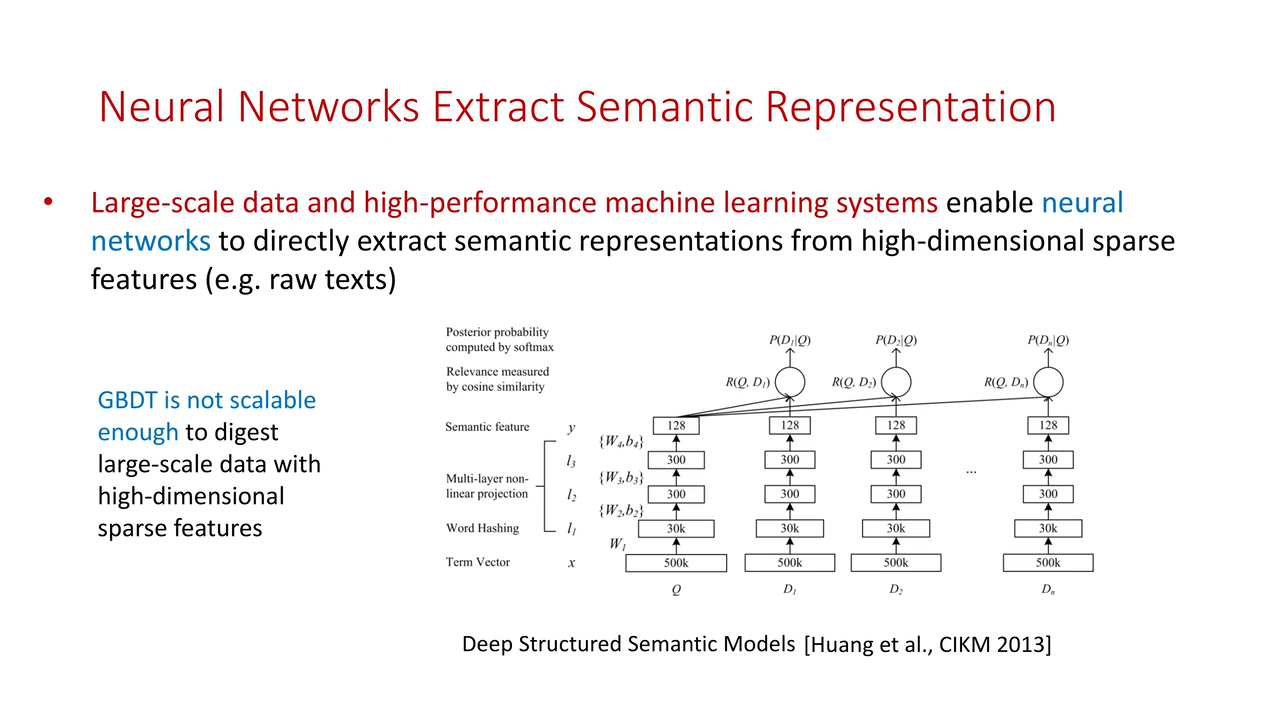 Neural Networks Extract Semantic Representation
• Large-scale data and high-performance machine learning systems enable neural
networks to directly extract semantic representations from high-dimensional sparse
features (e.g. raw texts)
GBDT is not scalable
enough to digest
large-scale data with
high-dimensional
sparse features
Posterior probability
computed by softmax
P(D1|Q) P(D2|Q) P(Dn|Q)
Relevance measured
by cosine similarity
R(Q, D1) R(Q, D2) R(Q, Dn)
Semantic feature y 128 128 128 128
{W4,b4}
l3 300 300 300 300
Multi-layer non-
linear projection
{W3,b3}
l2 300 300 300 300
{W2,b2}
Word Hashing l1 30k 30k 30k 30k
...
W1
Term Vector x 500k 500k 500k 500k
Q D1 D2 Dn
Deep Structured Semantic Models [Huang et al., CIKM 2013]